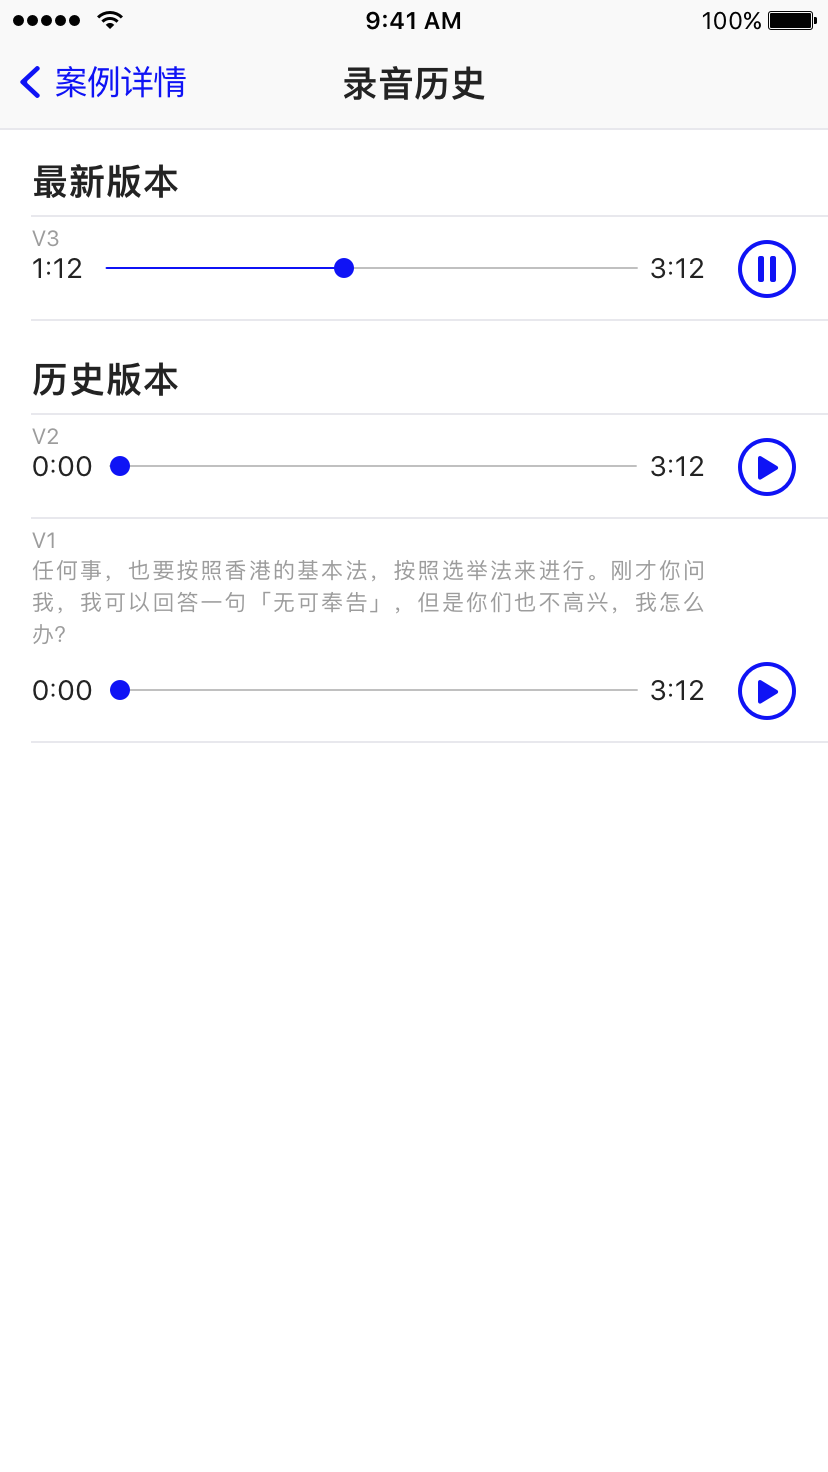 9:41 AM
100%
案例详情
录音历史
最新版本
V3
1:12
3:12
历史版本
V2
0:00
3:12
V1
任何事，也要按照香港的基本法，按照选举法来进行。刚才你问
我，我可以回答一句「无可奉告」，但是你们也不高兴，我怎么
办?
0:00
3:12